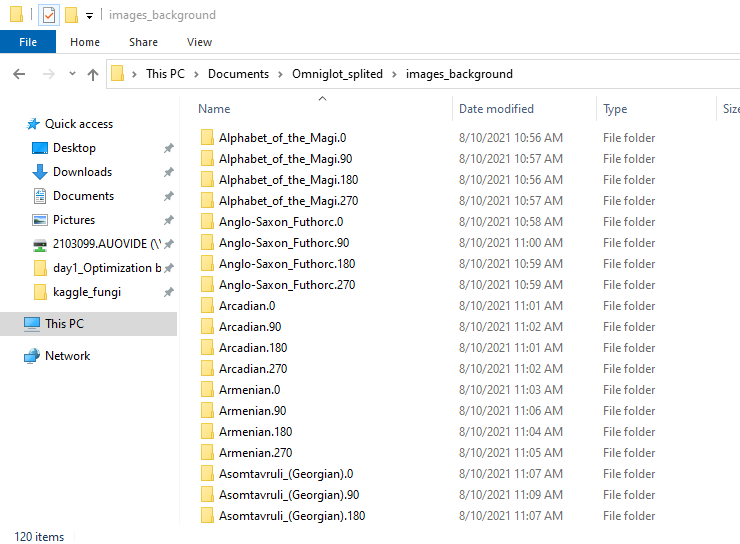 images_background
File Home Share View
This PC Documents Omniglot_splited images_background
Name Date modified Type Size
Quick access
Desktop
Downloads
Documents
Pictures
2103099.AUOVIDE (\\
day1_Optimization b
kaggle_fungi
This PC
Network
Alphabet_of_the_Magi.0 8/10/2021 10:56 AM File folder
Alphabet_of_the_Magi.90 8/10/2021 10:57 AM File folder
Alphabet_of_the_Magi.180 8/10/2021 10:56 AM File folder
Alphabet_of_the_Magi.270 8/10/2021 10:57 AM File folder
Anglo-Saxon_Futhorc.0 8/10/2021 10:58 AM File folder
Anglo-Saxon_Futhorc.90 8/10/2021 11:00 AM File folder
Anglo-Saxon_Futhorc.180 8/10/2021 10:59 AM File folder
Anglo-Saxon_Futhorc.270 8/10/2021 10:59 AM File folder
Arcadian.0 8/10/2021 11:01 AM File folder
Arcadian.90 8/10/2021 11:02 AM File folder
Arcadian.180 8/10/2021 11:01 AM File folder
Arcadian.270 8/10/2021 11:02 AM File folder
Armenian.0 8/10/2021 11:03 AM File folder
Armenian.90 8/10/2021 11:06 AM File folder
Armenian.180 8/10/2021 11:04 AM File folder
Armenian.270 8/10/2021 11:05 AM File folder
Asomtavruli_(Georgian).0 8/10/2021 11:07 AM File folder
Asomtavruli_(Georgian).90 8/10/2021 11:09 AM File folder
Asomtavruli_(Georgian).180 8/10/2021 11:07 AM File folder
120 items